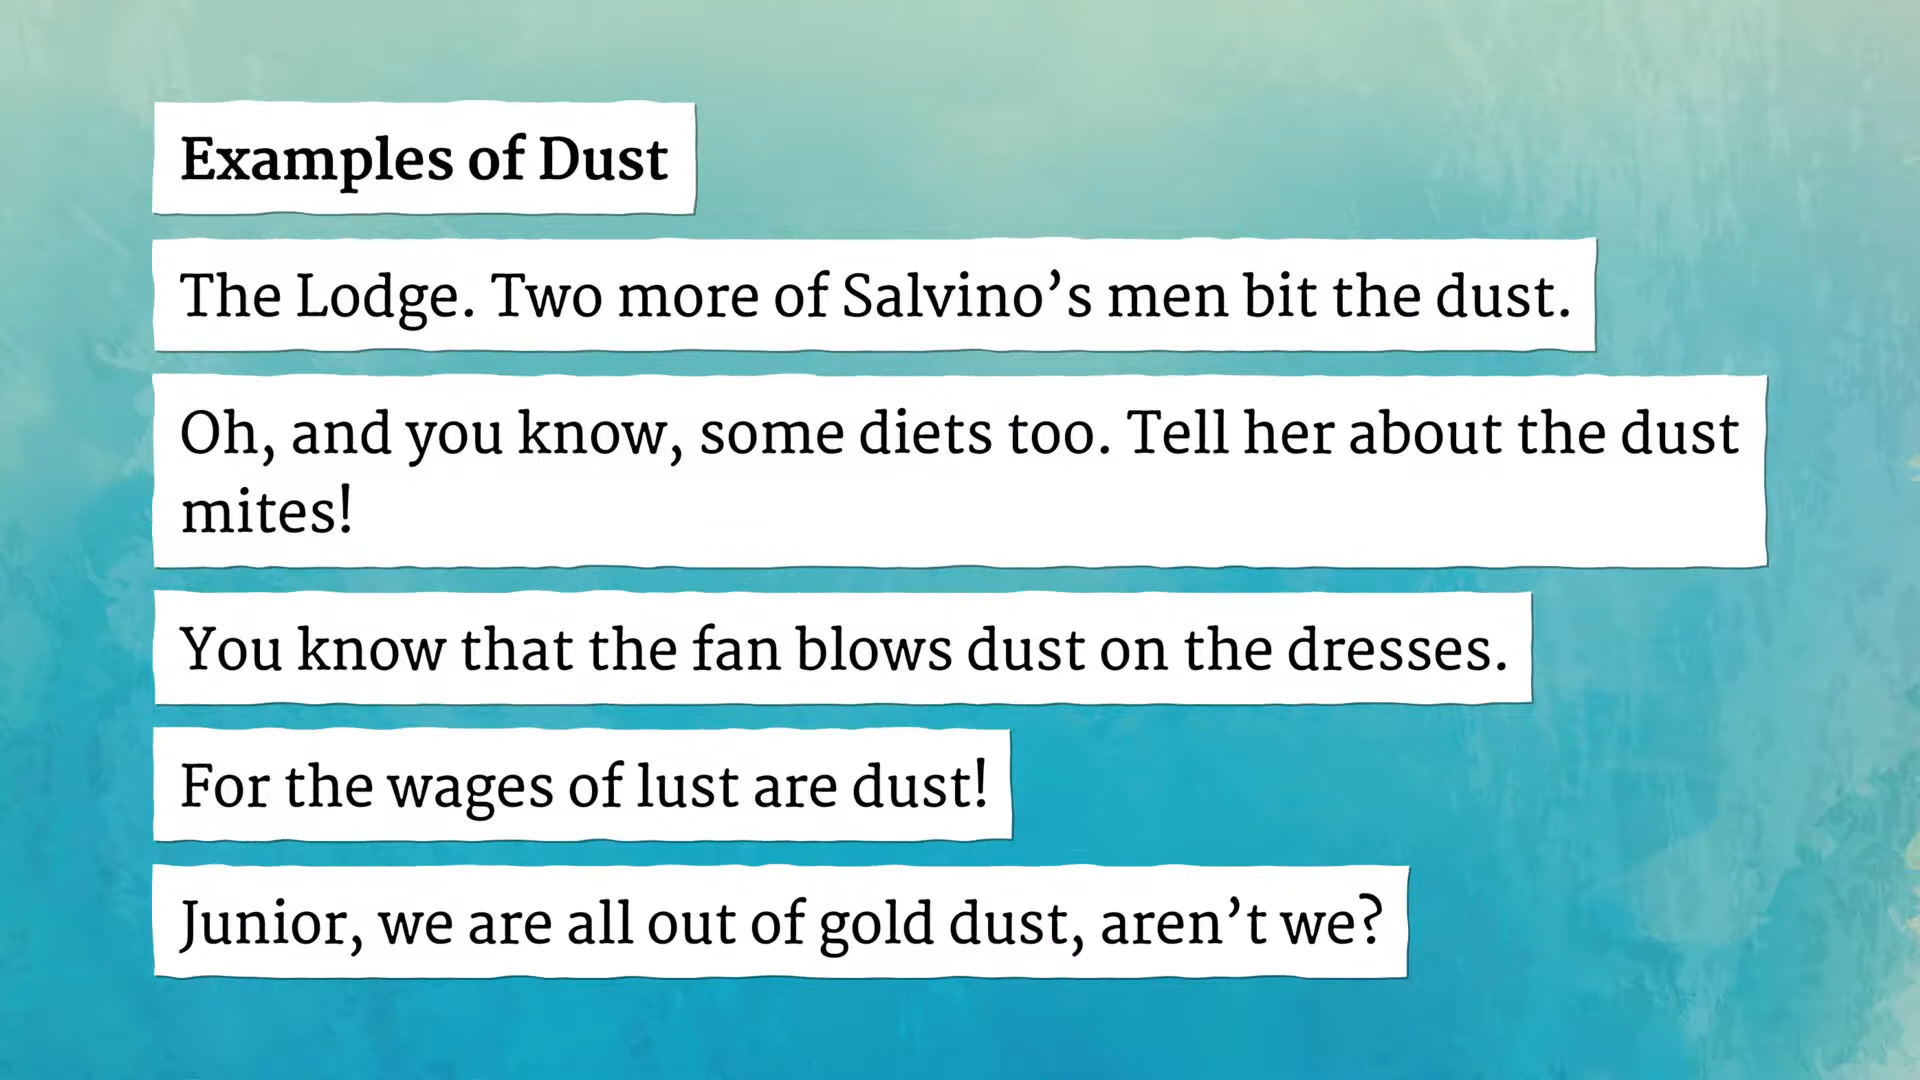 Examples of Dust
The Lodge. Two more of Salvino’s men bit the dust.
Oh, and you know, some diets too. Tell her about the dust
mites!
You know that the fan blows dust on the dresses.
For the wages of lust are dust!
Junior, we are all out of gold dust, aren’t we?